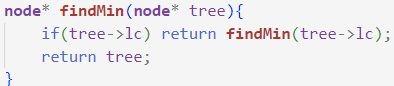 node* findMin(node* tree){
    if(tree->lc) return findMin(tree->lc);
    return tree;
}